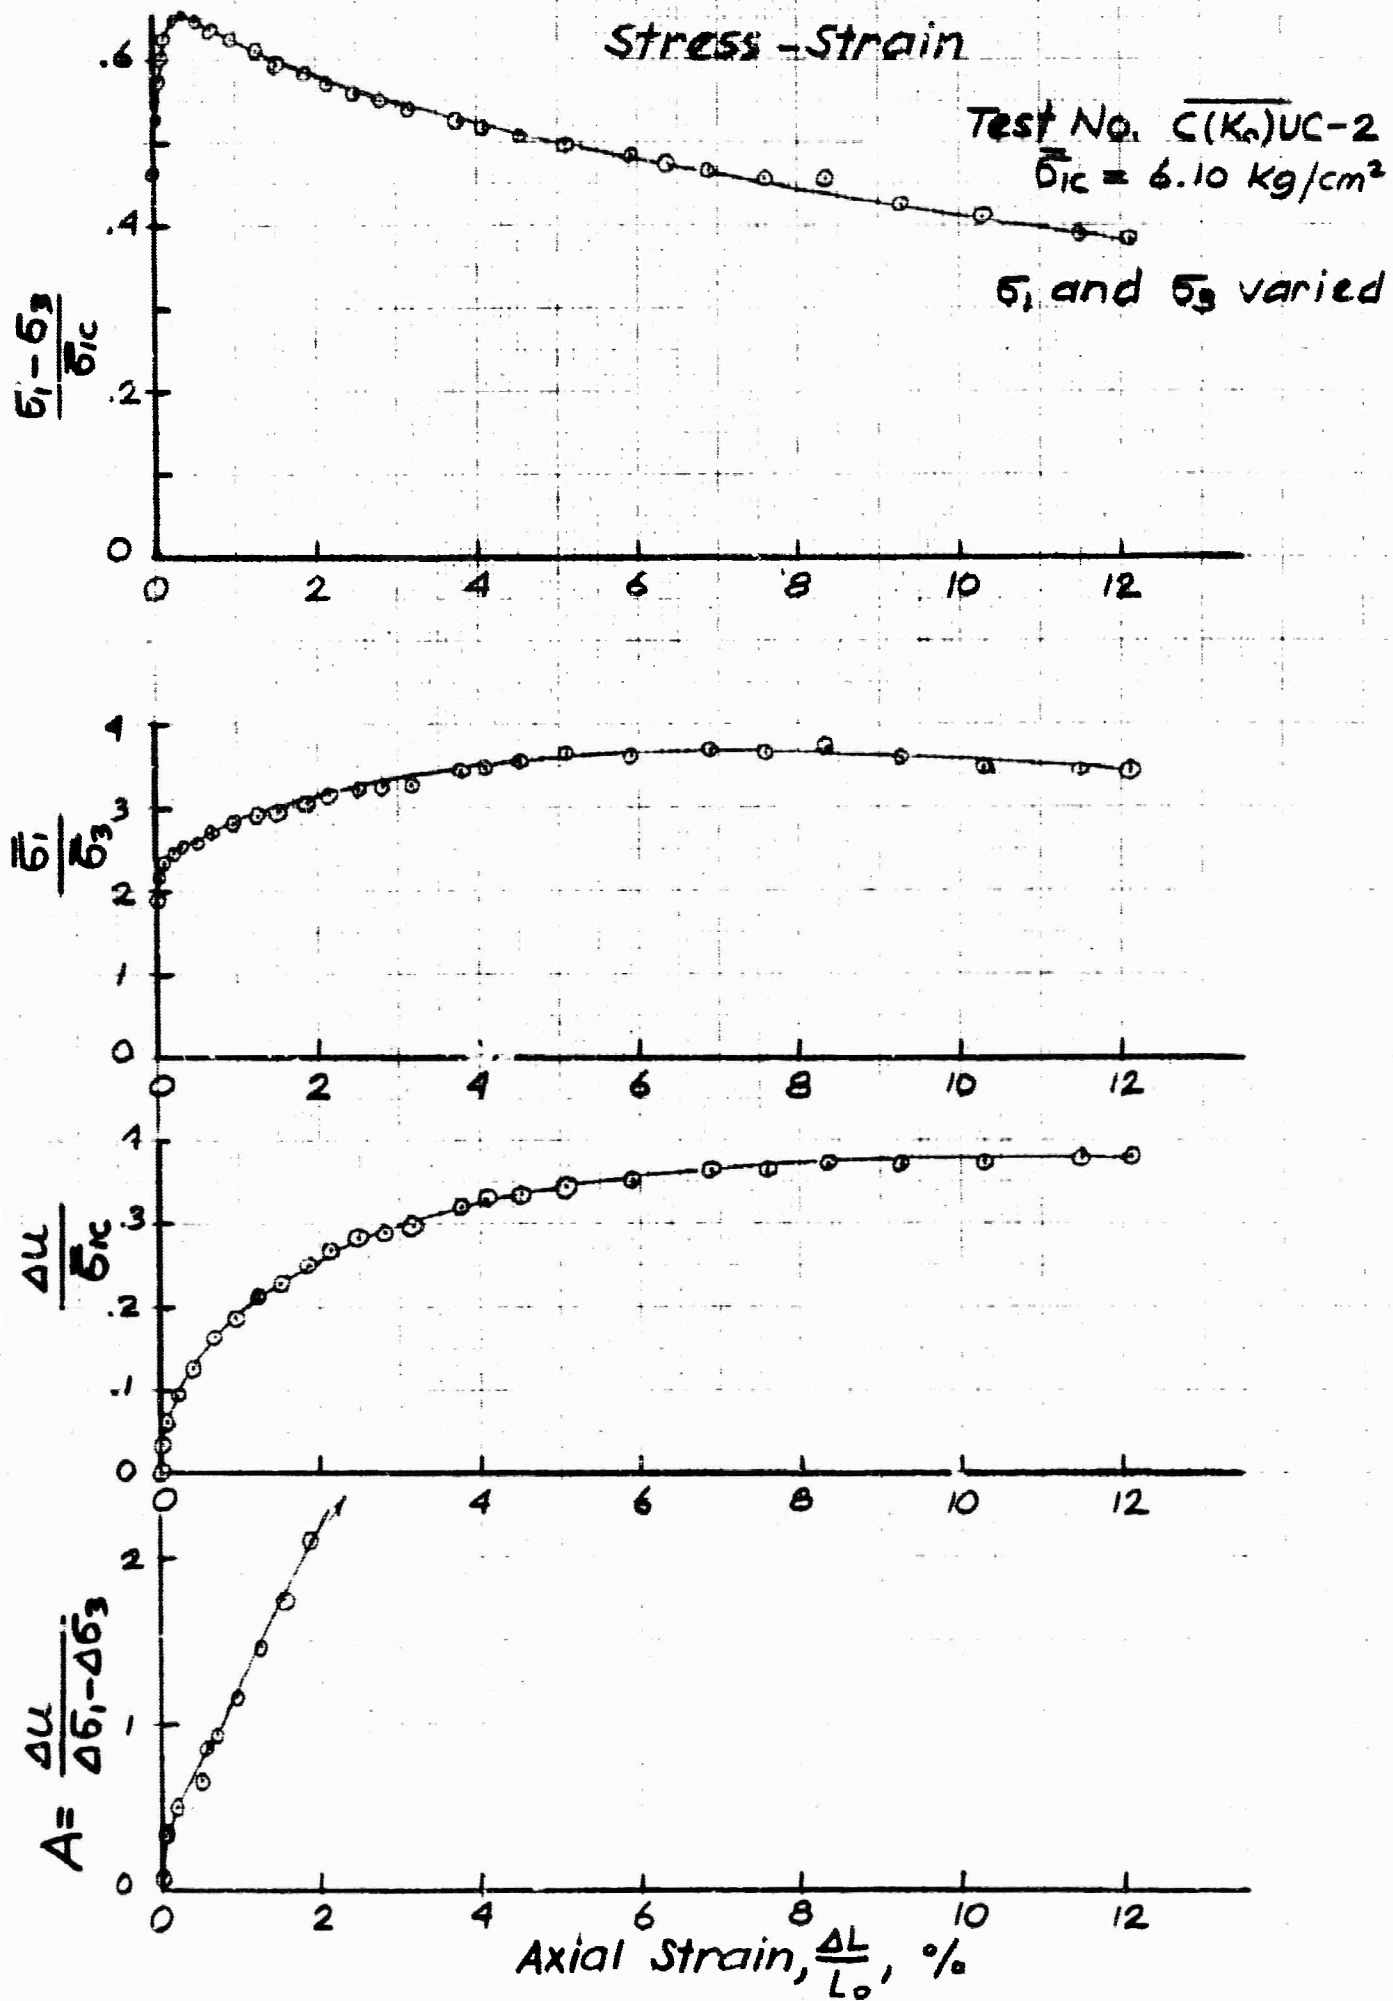 Stress-Strain
Test No. C̅(̅K̅₀̅)̅U̅C-2
σ̄₁c = 6.10 kg/cm²
σ₁ and σ₃ varied
σ₁-σ₃
σ̄₁c
.6
.4
.2
0
0 2 4 6 8 10 12
σ̄₁
σ̄₃
4
3
2
1
0
0 2 4 6 8 10 12
Δu
σ̄₁c
.4
.3
.2
.1
0
0 2 4 6 8 10 12
A = Δu
Δσ₁-Δσ₃
2
1
0
0 2 4 6 8 10 12
Axial Strain, ΔL
L₀ , %